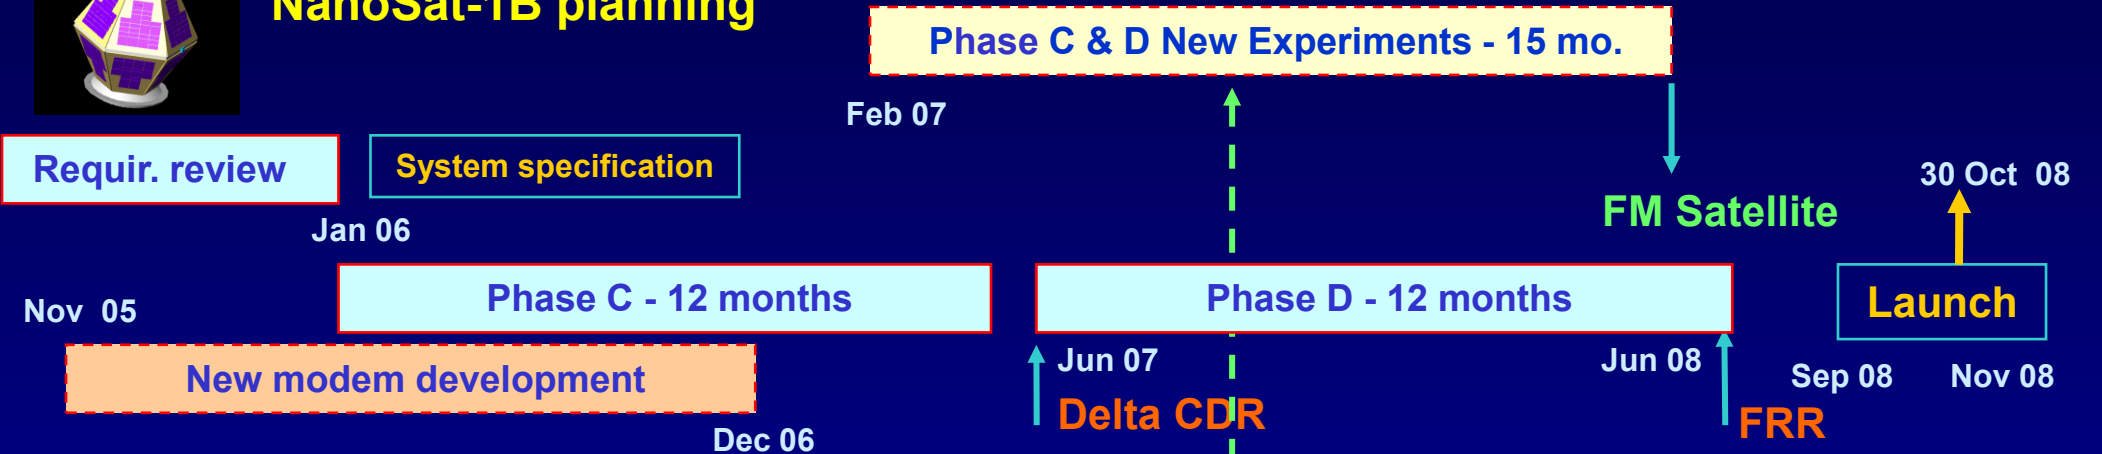 NanoSat-1B planning
Phase C & D New Experiments - 15 mo.
Feb 07
Requir. review
System specification
30 Oct 08
FM Satellite
Jan 06
Phase C - 12 months
Phase D - 12 months
Launch
Nov 05
New modem development
Jun 07
Jun 08
Sep 08
Nov 08
Delta CDR
FRR
Dec 06